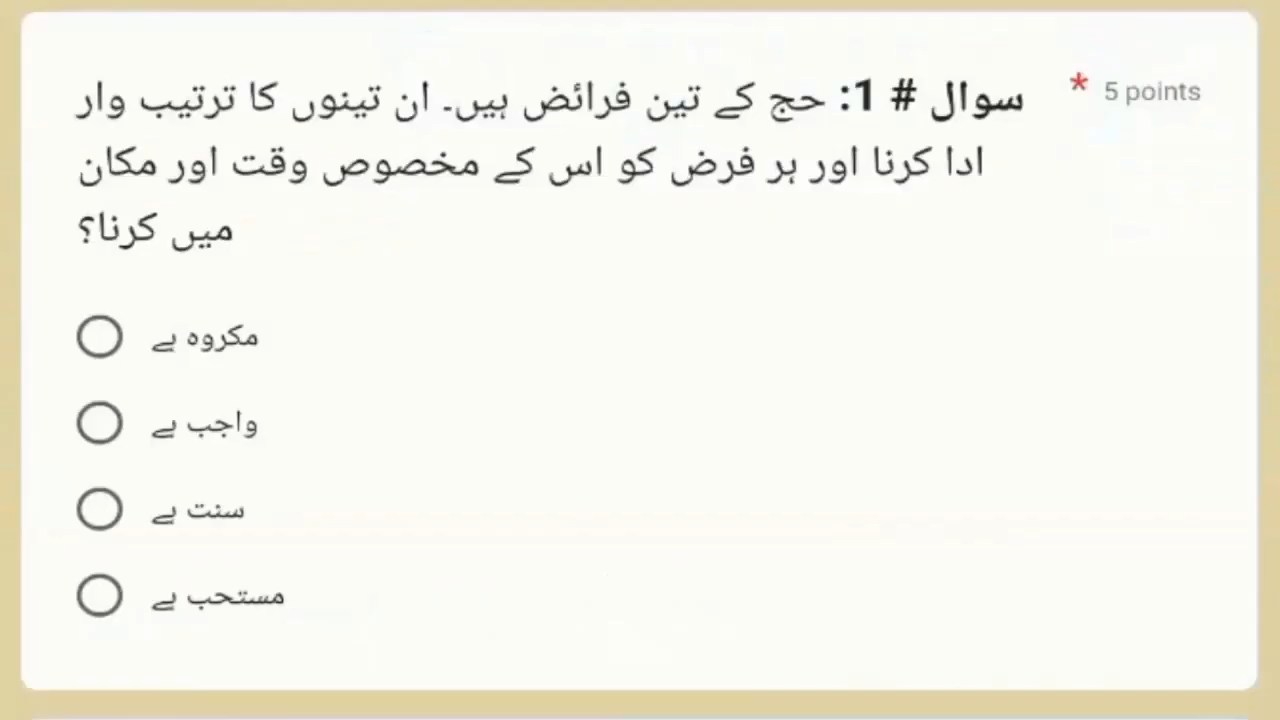 سوال # 1: حج کے تین فرائض ہیں۔ ان تینوں کا ترتیب وار
ادا کرنا اور ہر فرض کو اس کے مخصوص وقت اور مکان
میں کرنا؟
* 5 points
مکروہ ہے
واجب ہے
سنت ہے
مستحب ہے